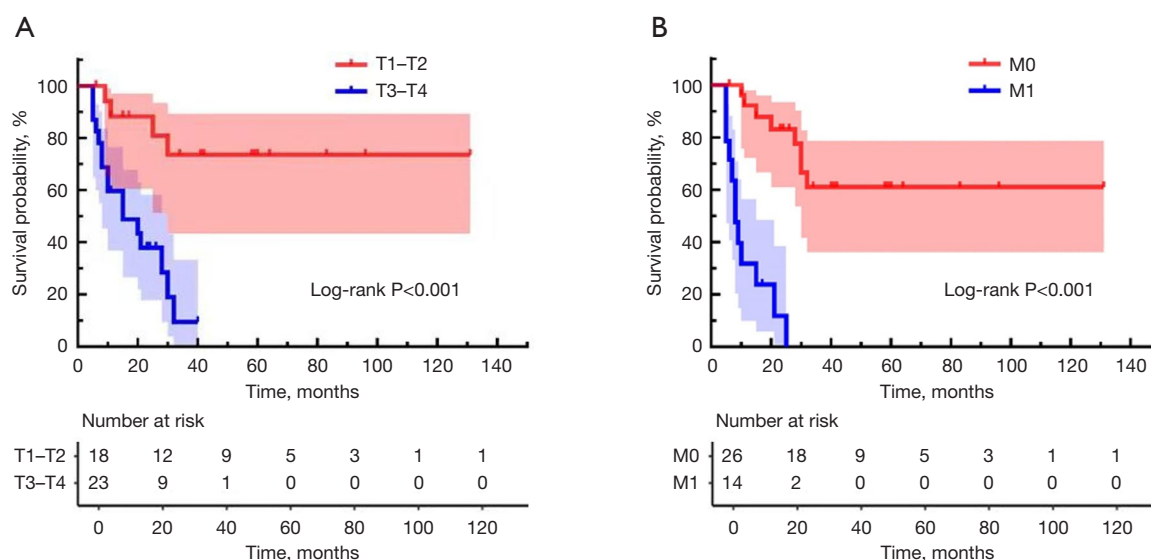 A
T1–T2
T3–T4
Survival probability, %
100
80
60
40
20
0
Log-rank P<0.001
0 20 40 60 80 100 120 140
Time, months
Number at risk
T1–T2 18 12 9 5 3 1 1
T3–T4 23 9 1 0 0 0 0
0 20 40 60 80 100 120
Time, months
B
M0
M1
Survival probability, %
100
80
60
40
20
0
Log-rank P<0.001
0 20 40 60 80 100 120 140
Time, months
Number at risk
M0 26 18 9 5 3 1 1
M1 14 2 0 0 0 0 0
0 20 40 60 80 100 120
Time, months